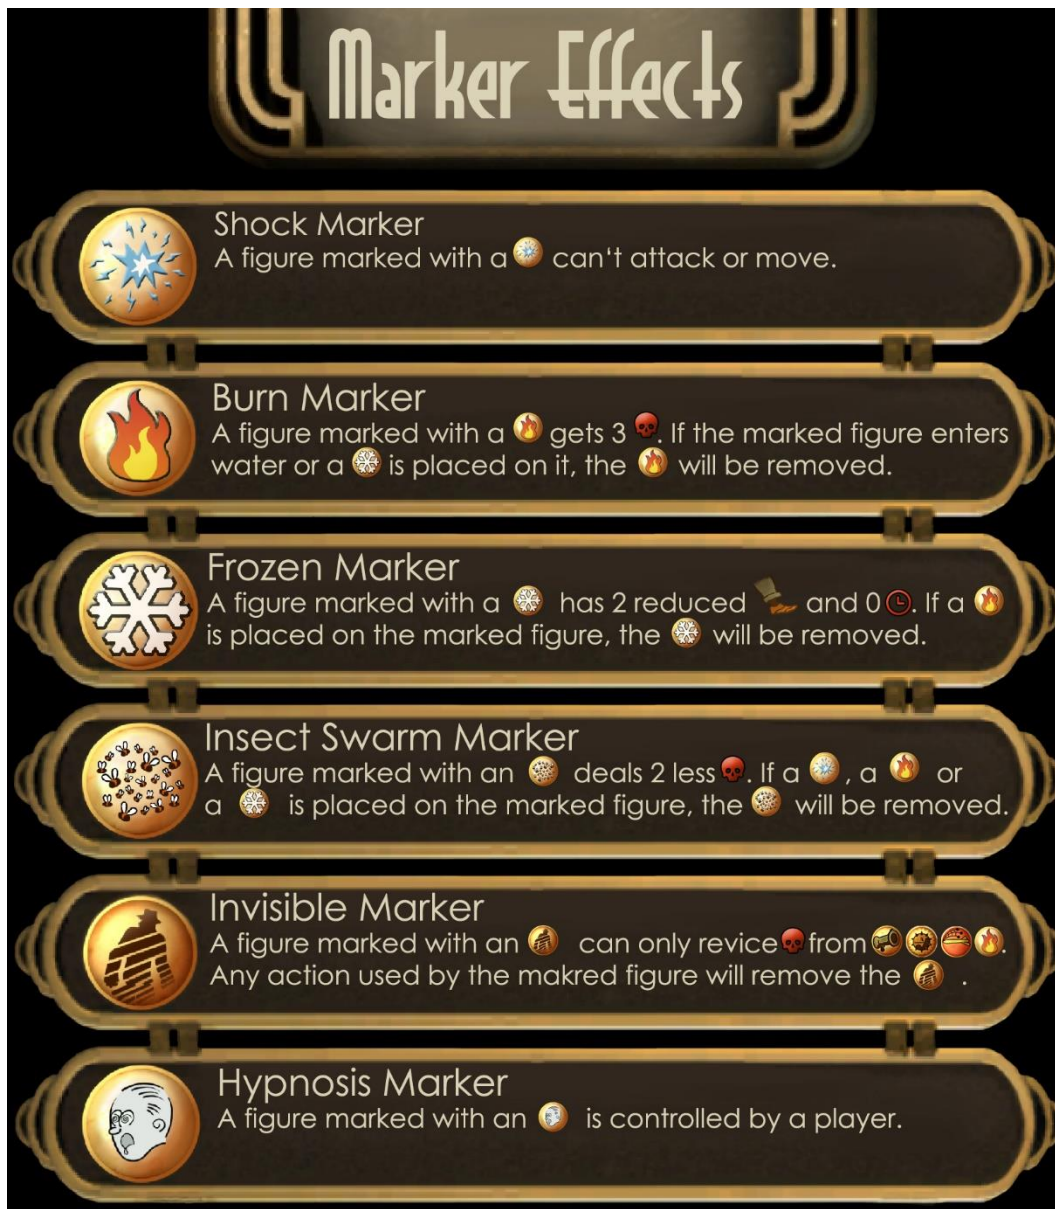 Marker Effects
Shock Marker
A figure marked with a can't attack or move.
Burn Marker
A figure marked with a gets 3 . If the marked figure enters
water or a is placed on it, the will be removed.
Frozen Marker
A figure marked with a has 2 reduced and 0 . If a
is placed on the marked figure, the will be removed.
Insect Swarm Marker
A figure marked with an deals 2 less . If a , a or
a is placed on the marked figure, the will be removed.
Invisible Marker
A figure marked with an can only revice from .
Any action used by the makred figure will remove the .
Hypnosis Marker
A figure marked with an is controlled by a player.